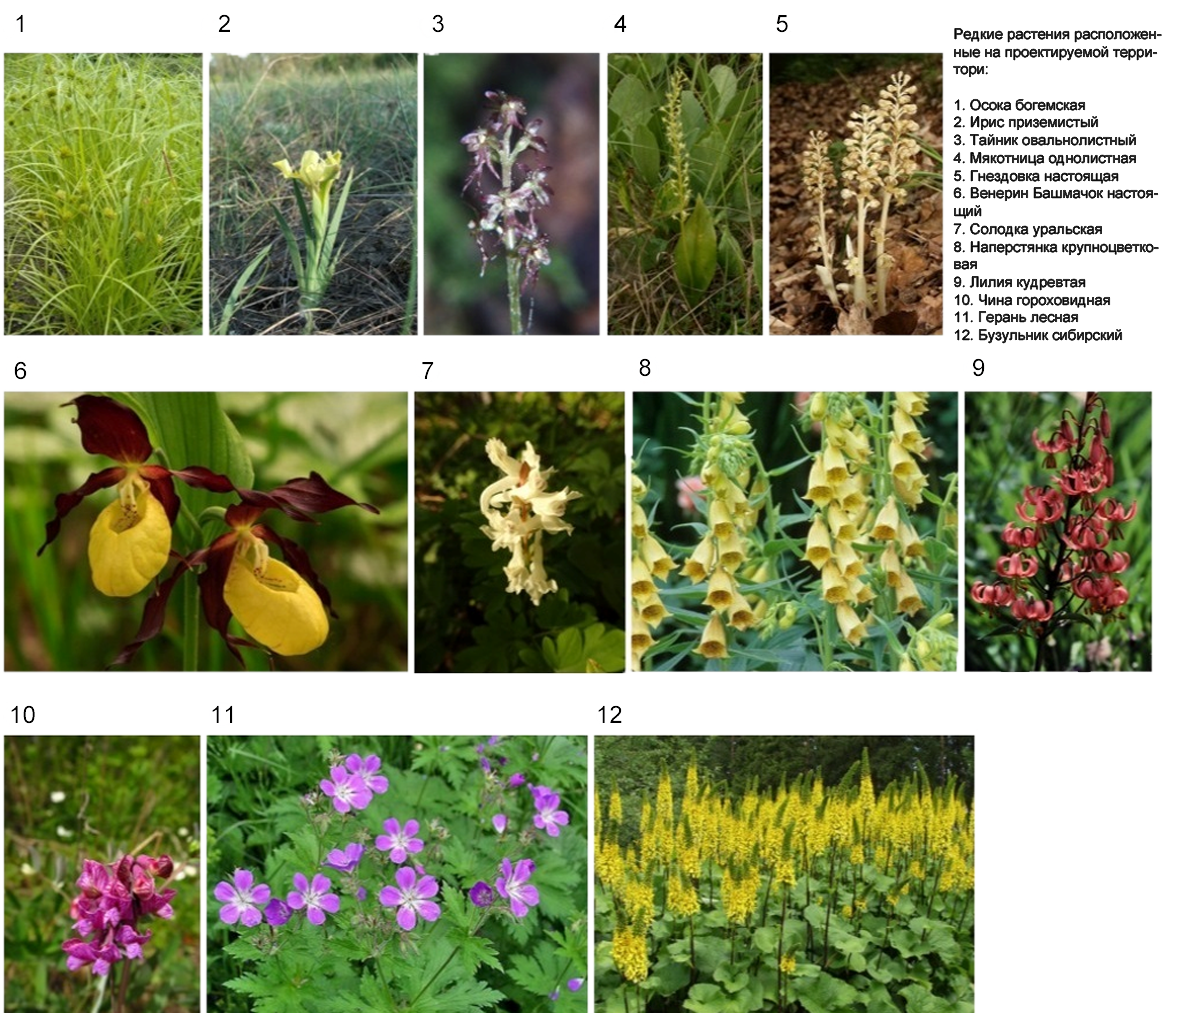 1 2 3 4 5
Редкие растения расположен-
ные на проектируемой терри-
тори:
1. Осока богемская
2. Ирис приземистый
3. Тайник овальнолистный
4. Мякотница однолистная
5. Гнездовка настоящая
6. Венерин Башмачок настоя-
щий
7. Солодка уральская
8. Наперстянка крупноцветко-
вая
9. Лилия кудревтая
10. Чина гороховидная
11. Герань лесная
12. Бузульник сибирский
6 7 8 9
10 11 12